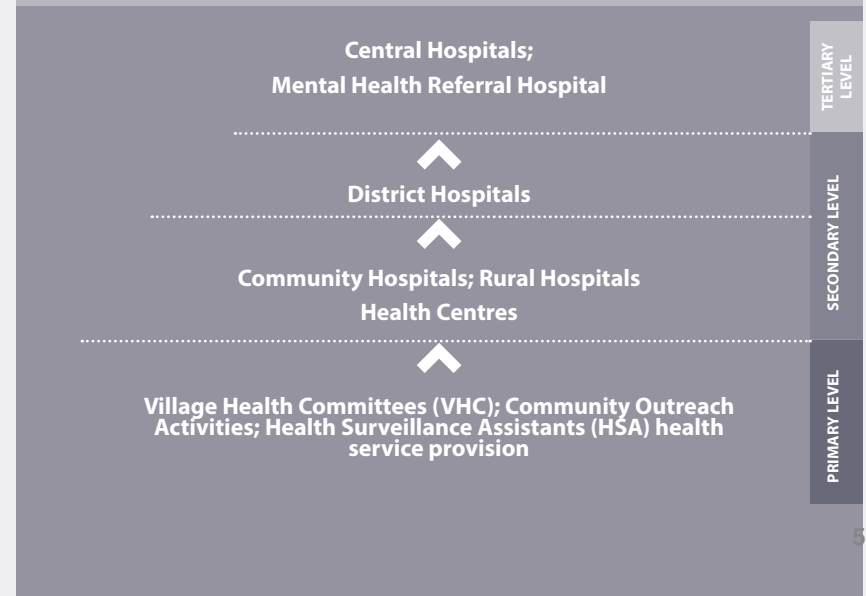 Central Hospitals;
Mental Health Referral Hospital
TERTIARY
LEVEL
District Hospitals
SECONDARY LEVEL
Community Hospitals; Rural Hospitals
Health Centres
Village Health Committees (VHC); Community Outreach
Activities; Health Surveillance Assistants (HSA) health
service provision
PRIMARY LEVEL
5